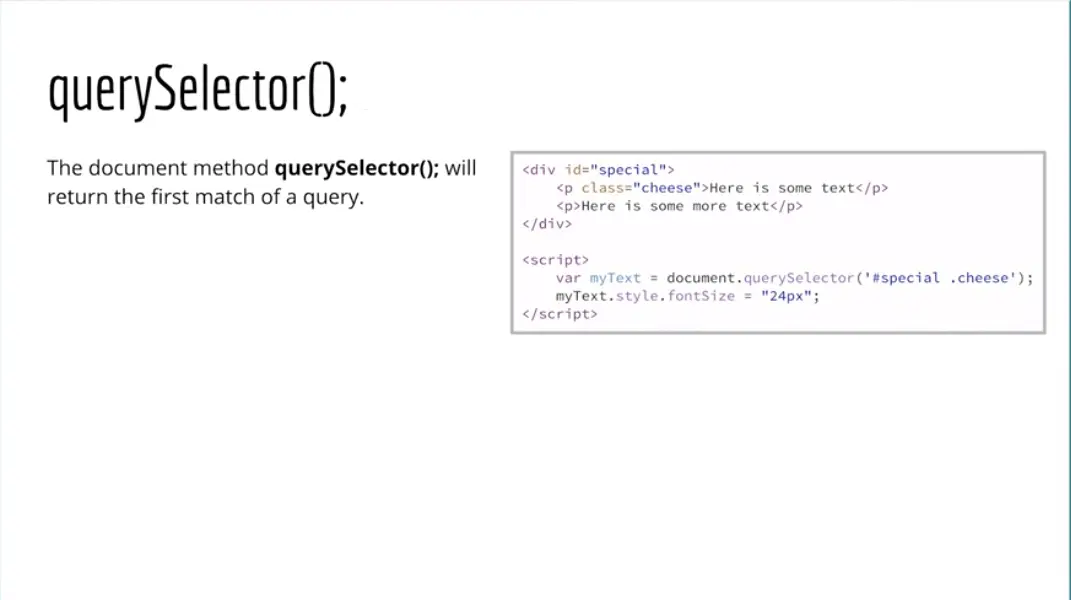 querySelector();
The document method querySelector(); will
return the first match of a query.
<div id="special">
    <p class="cheese">Here is some text</p>
    <p>Here is some more text</p>
</div>

<script>
    var myText = document.querySelector('#special .cheese');
    myText.style.fontSize = "24px";
</script>